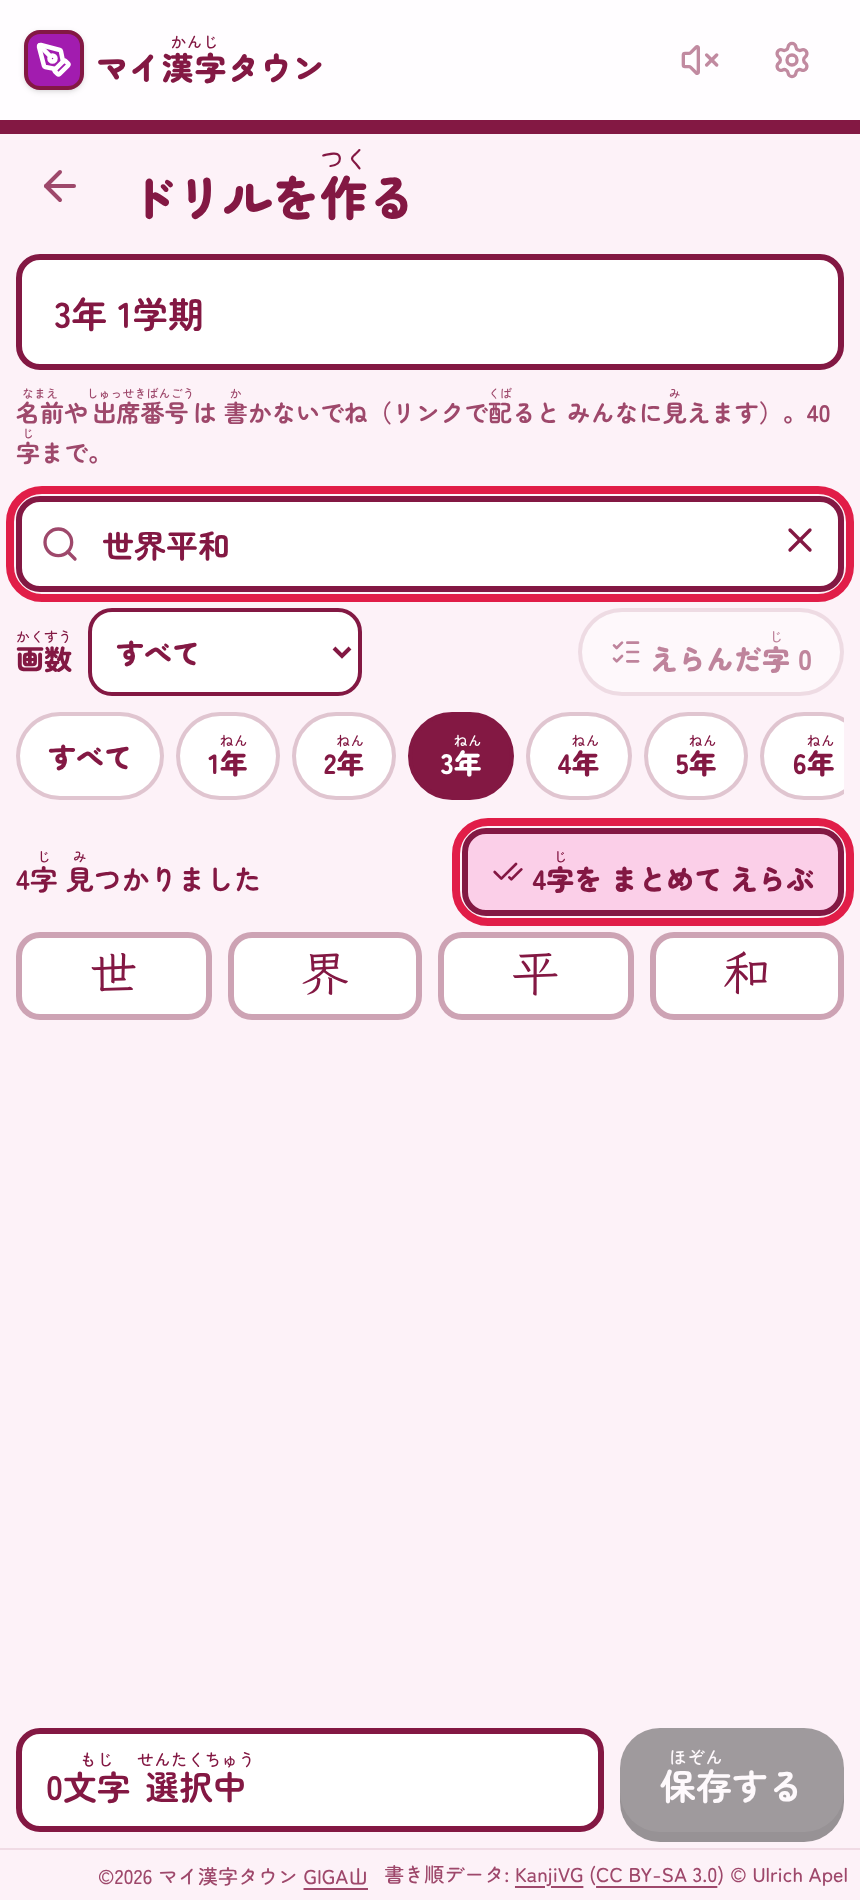 かんじ
マイ漢字タウン
つく
ドリルを作る
3年 1学期
なまえ しゅっせきばんごう か くば み
名前や出席番号は 書かないでね（リンクで配ると みんなに見えます）。40
じ
字まで。
世界平和
かくすう
画数
すべて
じ
えらんだ字 0
ねん ねん ねん ねん ねん ねん
すべて 1年 2年 3年 4年 5年 6年
じ み
4字 見つかりました
じ
4字を まとめて えらぶ
世 界 平 和
もじ せんたくちゅう
0文字 選択中
ほぞん
保存する
©2026 マイ漢字タウン GIGA山 書き順データ: KanjiVG (CC BY-SA 3.0) © Ulrich Apel